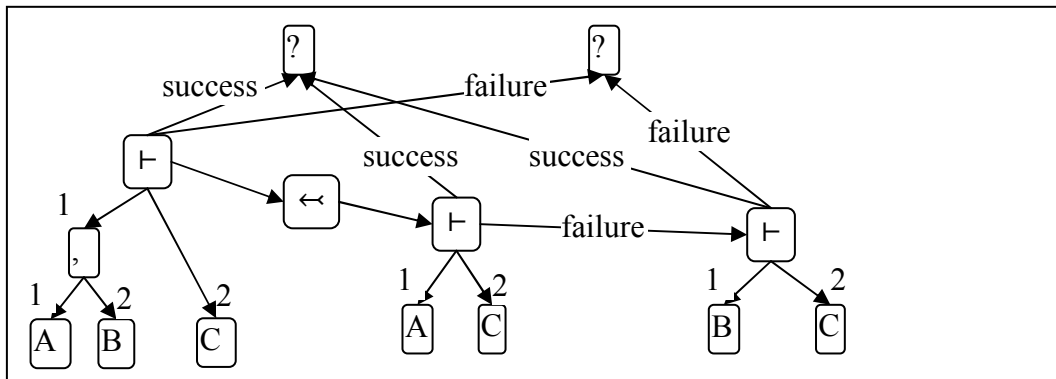 ? ?
success failure
failure
⊢ success success
1 ↢ ⊢ failure ⊢
,
1 2 2 1 2 1 2
A B C A C B C